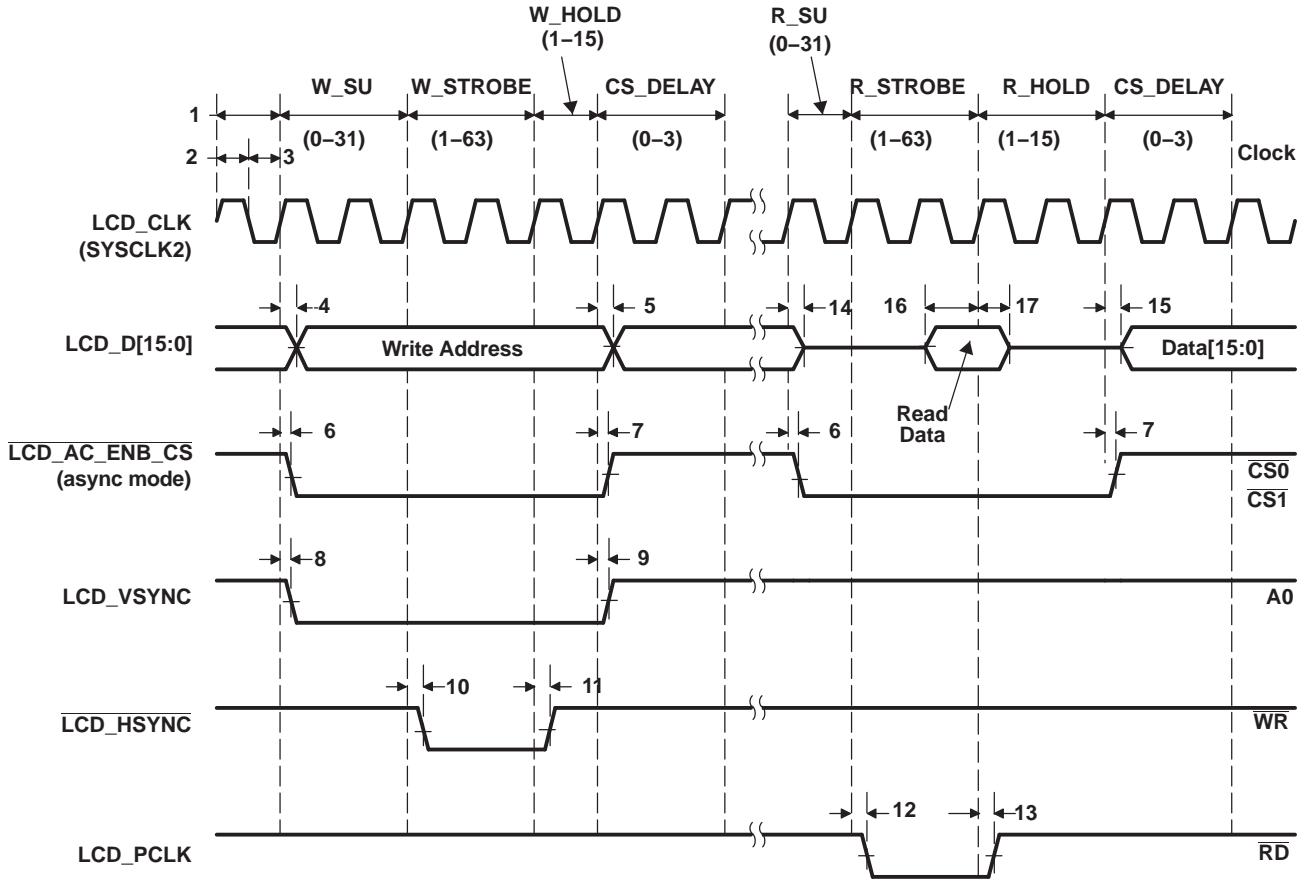 W_HOLD
(1–15)
R_SU
(0–31)
W_SU
W_STROBE
CS_DELAY
R_STROBE
R_HOLD
CS_DELAY
1
(0–31)
(1–63)
(0–3)
(1–63)
(1–15)
(0–3)
2
3
Clock
LCD_CLK
(SYSCLK2)
4
5
14
16
17
15
LCD_D[15:0]
Write Address
Data[15:0]
Read
Data
6
7
6
7
LCD_AC_ENB_CS
(async mode)
CS0
CS1
8
9
LCD_VSYNC
A0
10
11
LCD_HSYNC
WR
12
13
LCD_PCLK
RD